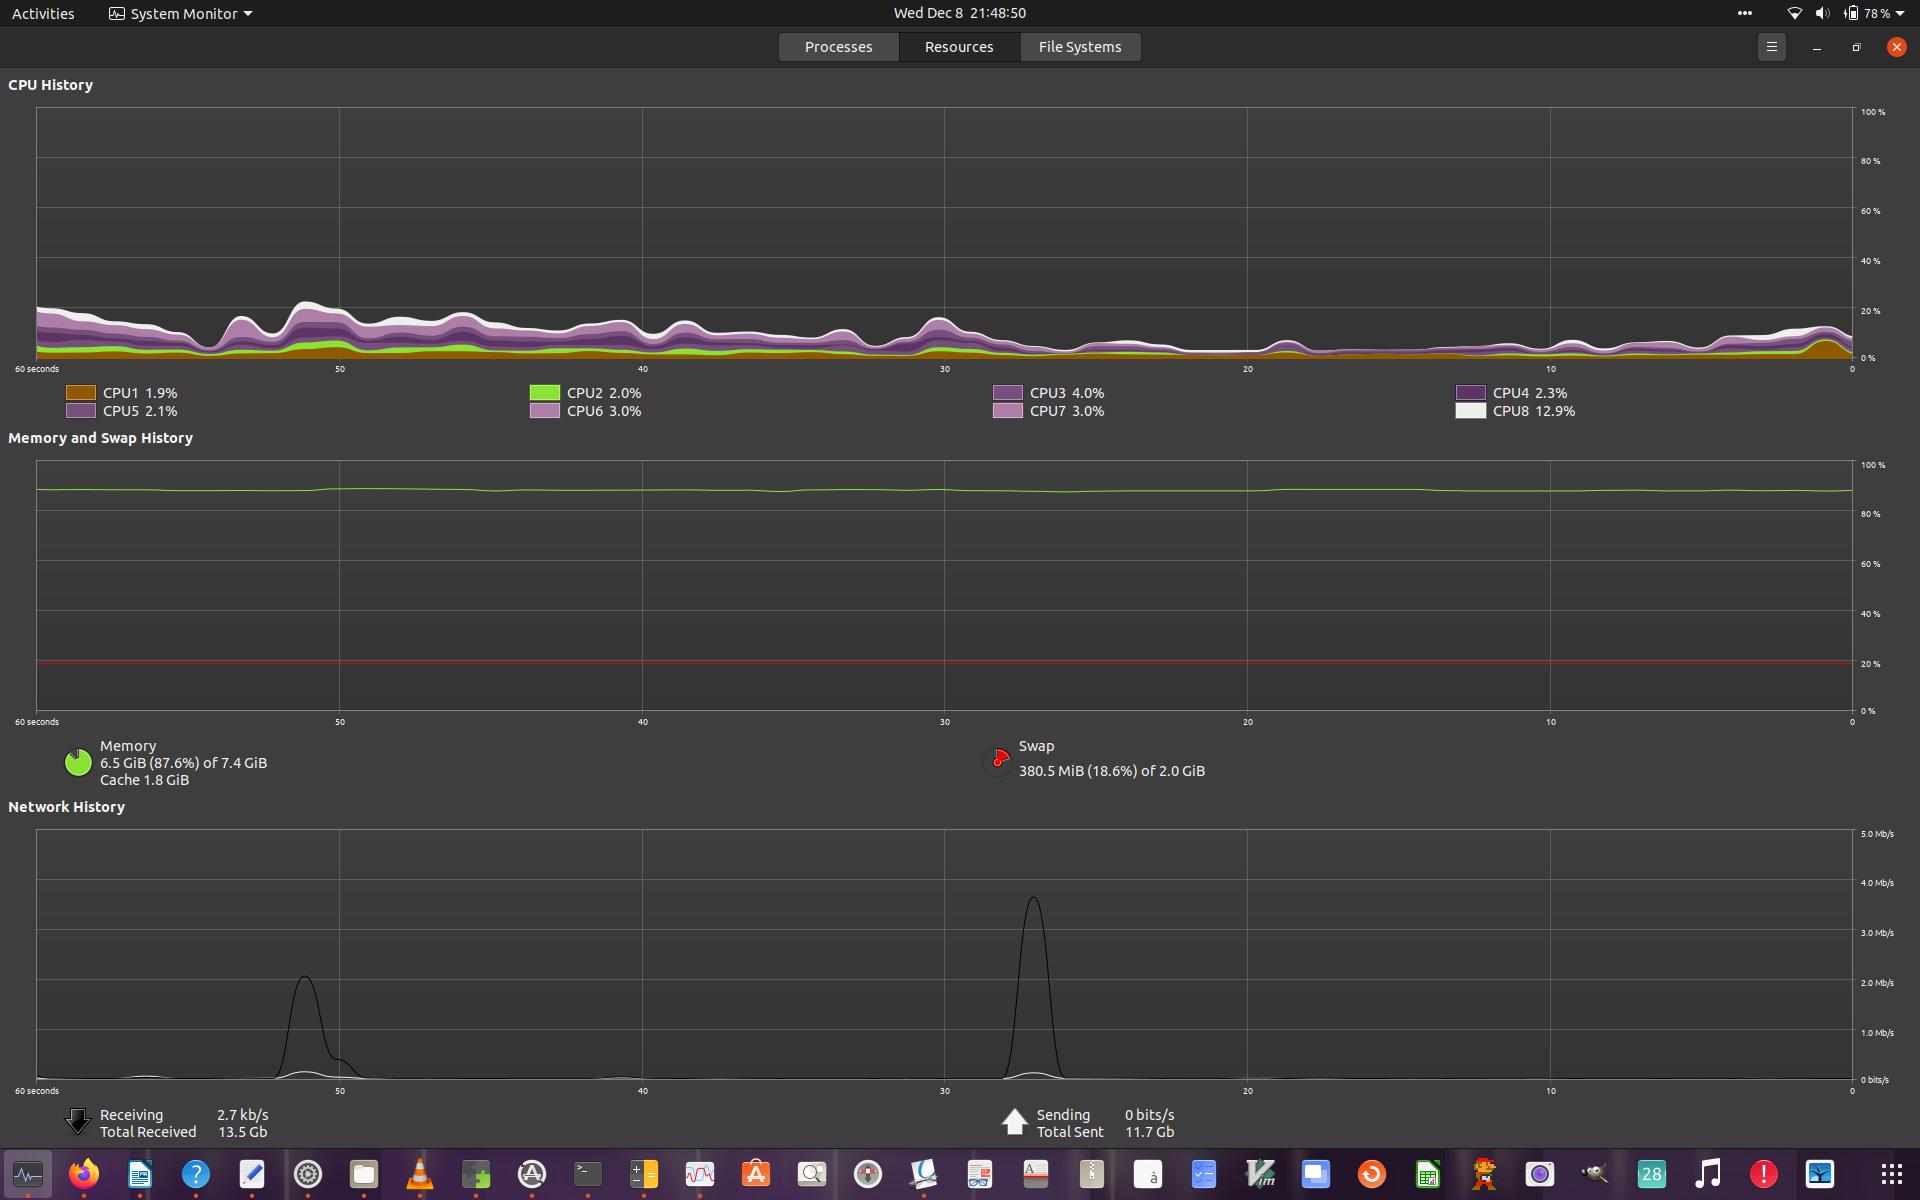 Activities System Monitor Wed Dec 8 21:48:50 78 %
Processes Resources File Systems
CPU History
100 %
80 %
60 %
40 %
20 %
0 %
60 seconds 50 40 30 20 10 0
CPU1 1.9% CPU2 2.0% CPU3 4.0% CPU4 2.3%
CPU5 2.1% CPU6 3.0% CPU7 3.0% CPU8 12.9%
Memory and Swap History
100 %
80 %
60 %
40 %
20 %
0 %
60 seconds 50 40 30 20 10 0
Memory
6.5 GiB (87.6%) of 7.4 GiB
Cache 1.8 GiB
Swap
380.5 MiB (18.6%) of 2.0 GiB
Network History
5.0 Mb/s
4.0 Mb/s
3.0 Mb/s
2.0 Mb/s
1.0 Mb/s
0 bits/s
60 seconds 50 40 30 20 10 0
Receiving 2.7 kb/s
Total Received 13.5 Gb
Sending 0 bits/s
Total Sent 11.7 Gb
? >_ A à Vim 28 !